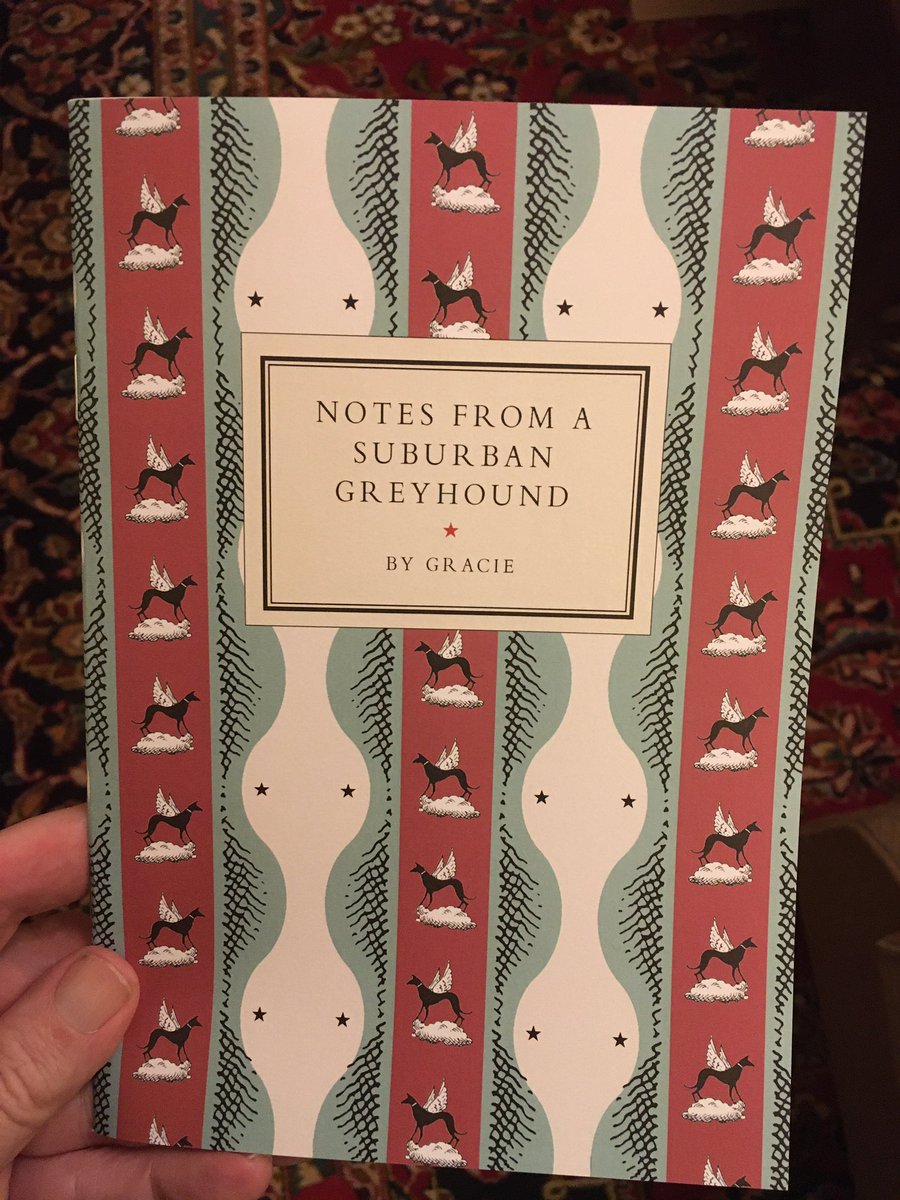 NOTES FROM A
SUBURBAN
GREYHOUND
BY GRACIE